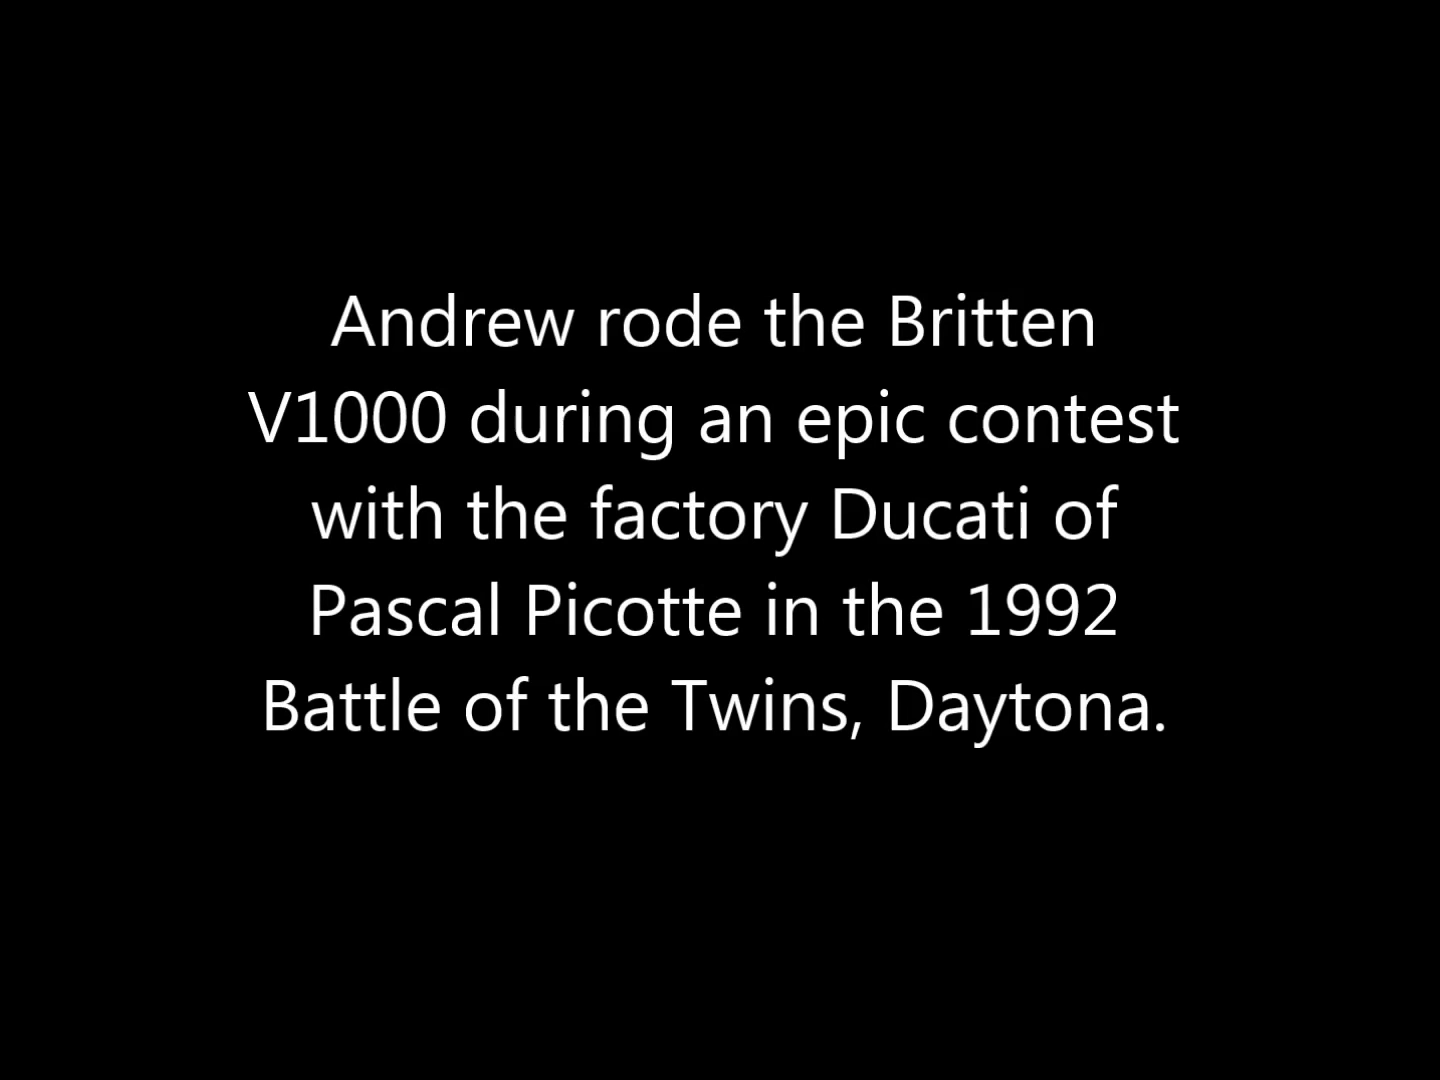 Andrew rode the Britten
V1000 during an epic contest
with the factory Ducati of
Pascal Picotte in the 1992
Battle of the Twins, Daytona.